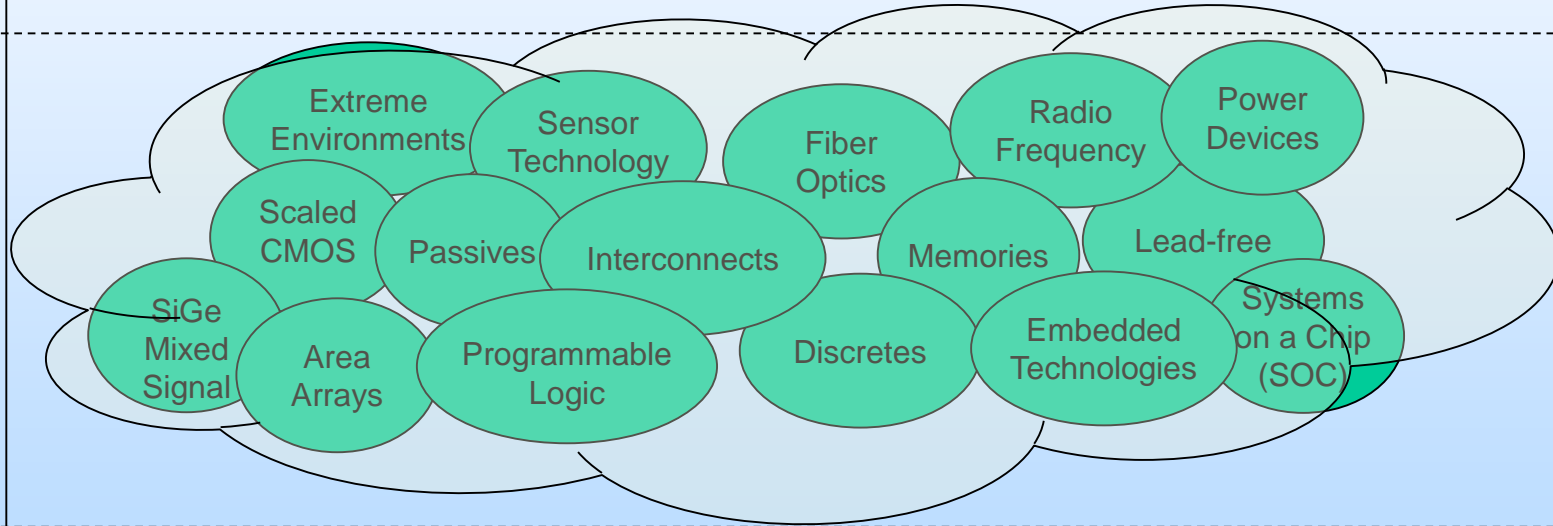 Extreme
Environments
Sensor
Technology
Fiber
Optics
Radio
Frequency
Power
Devices
Scaled
CMOS
Passives
Interconnects
Memories
Lead-free
SiGe
Mixed
Signal
Area
Arrays
Programmable
Logic
Discretes
Embedded
Technologies
Systems
on a Chip
(SOC)